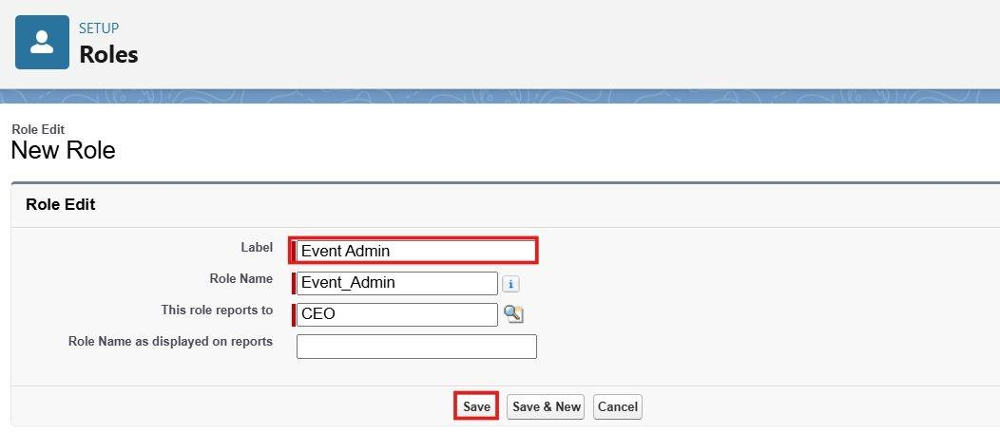 SETUP
Roles
Role Edit
New Role
Role Edit
Label Event Admin
Role Name Event_Admin i
This role reports to CEO
Role Name as displayed on reports
Save Save & New Cancel